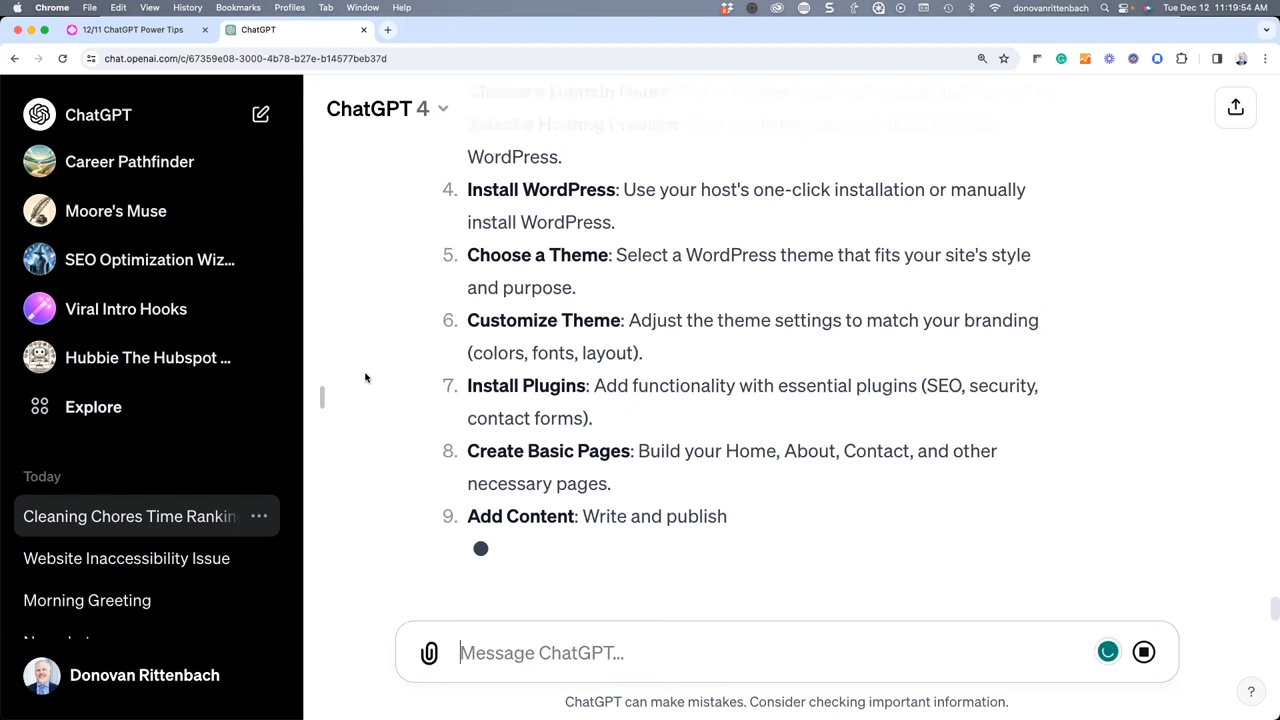 Chrome File Edit View History Bookmarks Profiles Tab Window Help donovanrittenbach Tue Dec 12 11:19:54 AM
12/11 ChatGPT Power Tips
ChatGPT
chat.openai.com/c/67359e08-3000-4b78-b27e-b14577beb37d
ChatGPT
Career Pathfinder
Moore's Muse
SEO Optimization Wiz...
Viral Intro Hooks
Hubbie The Hubspot ...
Explore
Today
Cleaning Chores Time Rankin
Website Inaccessibility Issue
Morning Greeting
Donovan Rittenbach
ChatGPT 4
WordPress.
4. Install WordPress: Use your host's one-click installation or manually
install WordPress.
5. Choose a Theme: Select a WordPress theme that fits your site's style
and purpose.
6. Customize Theme: Adjust the theme settings to match your branding
(colors, fonts, layout).
7. Install Plugins: Add functionality with essential plugins (SEO, security,
contact forms).
8. Create Basic Pages: Build your Home, About, Contact, and other
necessary pages.
9. Add Content: Write and publish
Message ChatGPT...
ChatGPT can make mistakes. Consider checking important information.
?